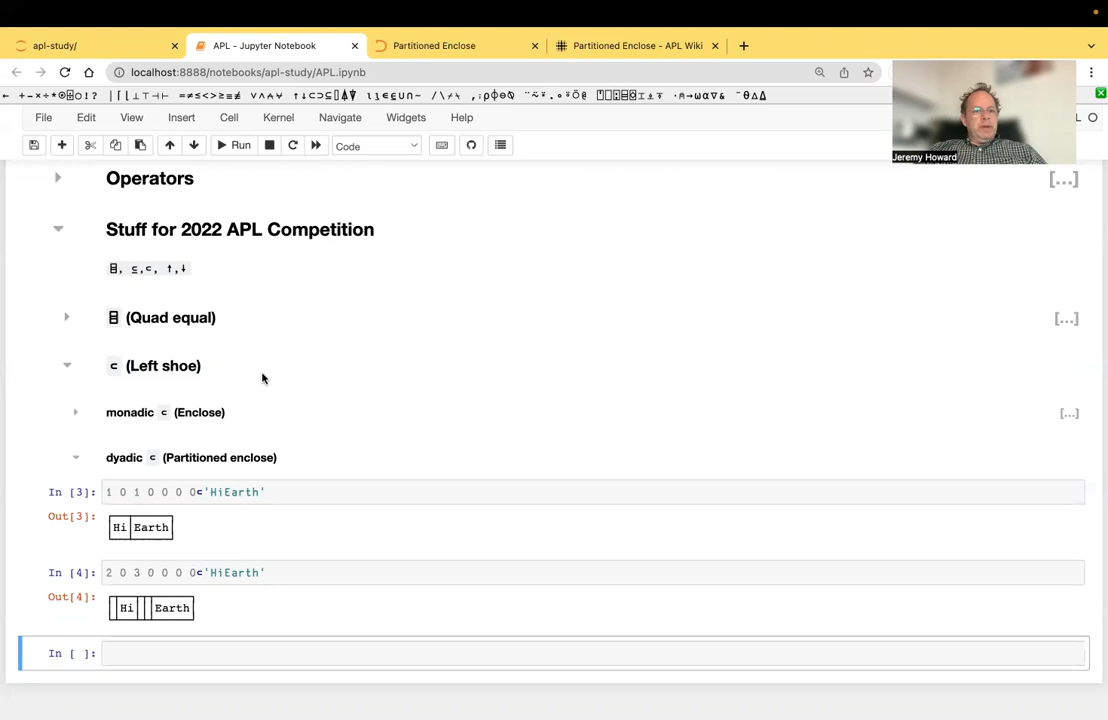 apl-study/
APL - Jupyter Notebook
Partitioned Enclose
Partitioned Enclose - APL Wiki
localhost:8888/notebooks/apl-study/APL.ipynb
File Edit View Insert Cell Kernel Navigate Widgets Help
Run
Code
Jeremy Howard
Operators
[...]
Stuff for 2022 APL Competition
⌸, ⊆,⊂, ↑,↓
⌸ (Quad equal)
[...]
⊂ (Left shoe)
monadic ⊂ (Enclose)
[...]
dyadic ⊂ (Partitioned enclose)
In [3]: 1 0 1 0 0 0 0⊂'HiEarth'
Out[3]: Hi Earth
In [4]: 2 0 3 0 0 0 0⊂'HiEarth'
Out[4]: Hi Earth
In [ ]: